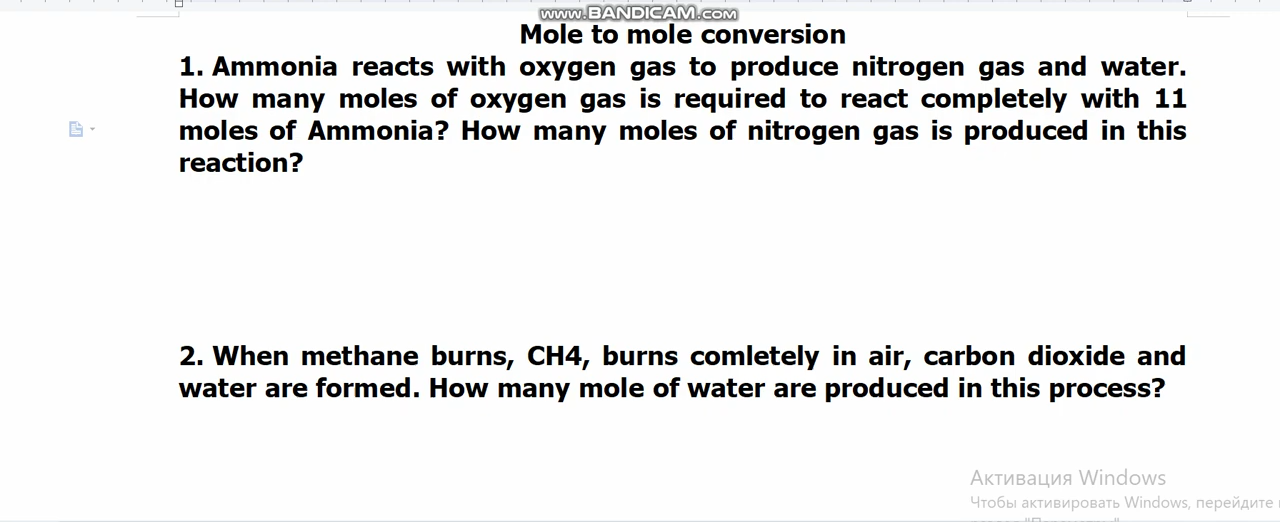 www.BANDICAM.com
Mole to mole conversion
1. Ammonia reacts with oxygen gas to produce nitrogen gas and water.
How many moles of oxygen gas is required to react completely with 11
moles of Ammonia? How many moles of nitrogen gas is produced in this
reaction?
2. When methane burns, CH4, burns comletely in air, carbon dioxide and
water are formed. How many mole of water are produced in this process?
Активация Windows
Чтобы активировать Windows, перейдите